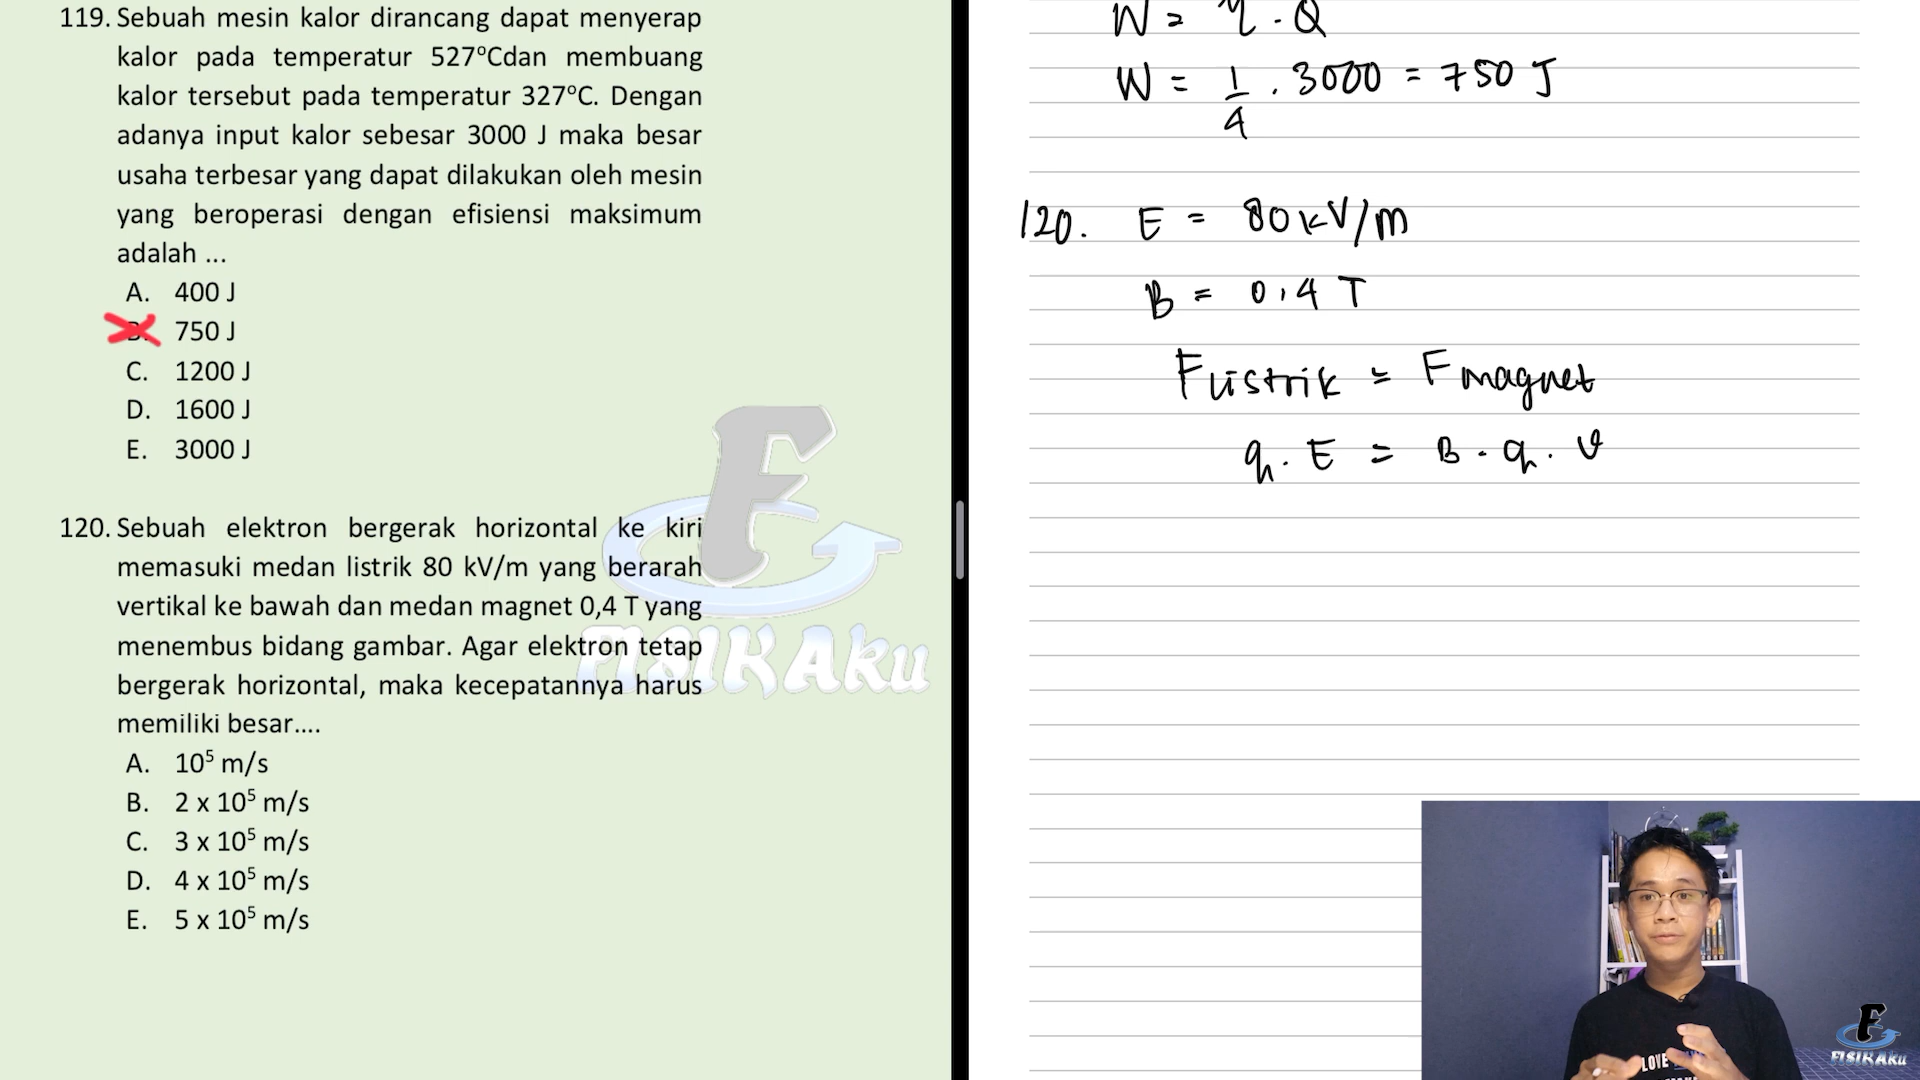 119. Sebuah mesin kalor dirancang dapat menyerap
kalor pada temperatur 527°Cdan membuang
kalor tersebut pada temperatur 327°C. Dengan
adanya input kalor sebesar 3000 J maka besar
usaha terbesar yang dapat dilakukan oleh mesin
yang beroperasi dengan efisiensi maksimum
adalah ...
A. 400 J
B. 750 J
C. 1200 J
D. 1600 J
E. 3000 J
120. Sebuah elektron bergerak horizontal ke kiri
memasuki medan listrik 80 kV/m yang berarah
vertikal ke bawah dan medan magnet 0,4 T yang
menembus bidang gambar. Agar elektron tetap
bergerak horizontal, maka kecepatannya harus
memiliki besar....
A. 10⁵ m/s
B. 2 x 10⁵ m/s
C. 3 x 10⁵ m/s
D. 4 x 10⁵ m/s
E. 5 x 10⁵ m/s
FISIKAku
W = η . Q
W = 1/4 . 3000 = 750 J
120. E = 80 kV/m
B = 0,4 T
F listrik = F magnet
q . E = B . q . v
LOVE
FISIKAku